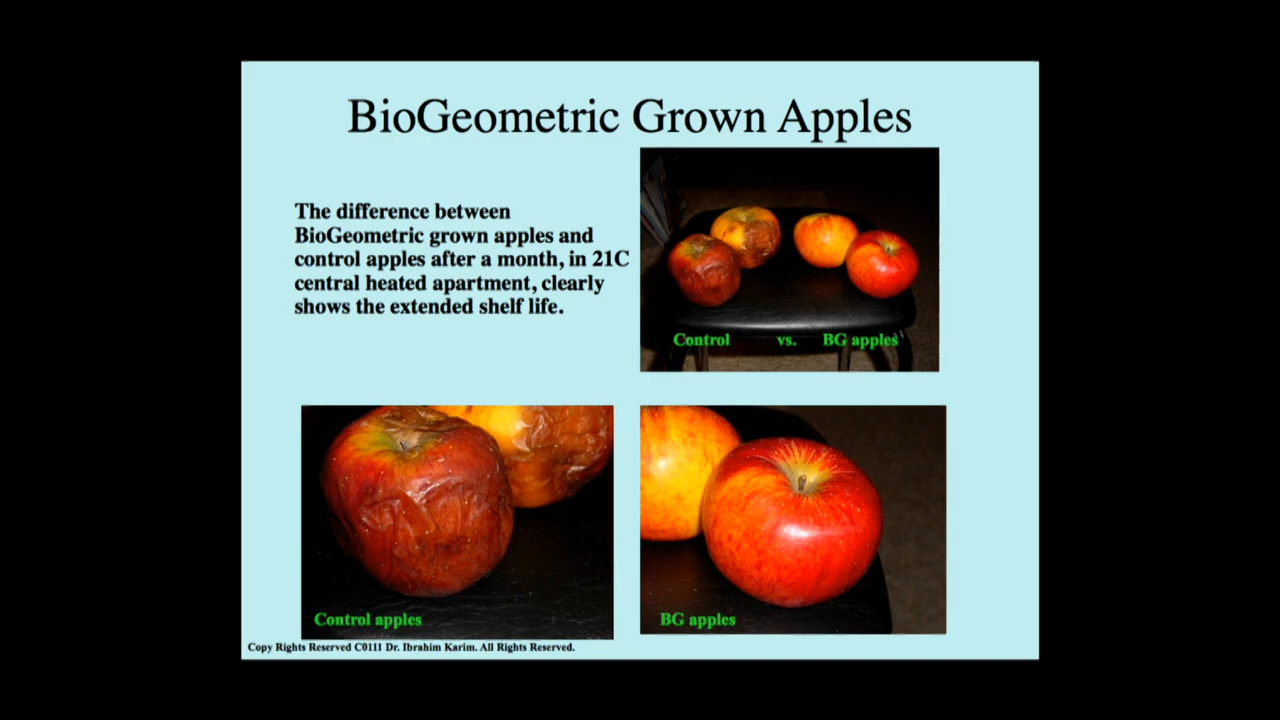 BioGeometric Grown Apples
The difference between
BioGeometric grown apples and
control apples after a month, in 21C
central heated apartment, clearly
shows the extended shelf life.
Control vs. BG apples
Control apples
BG apples
Copy Rights Reserved C0111 Dr. Ibrahim Karim. All Rights Reserved.